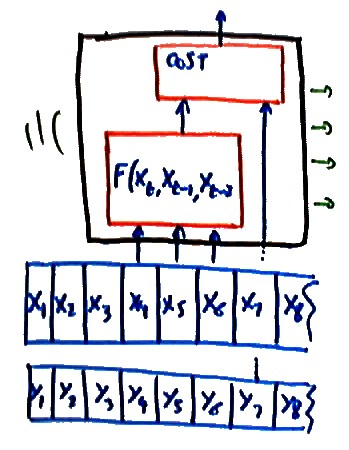 COST
F(Xt, Xt-1, Xt-2
X1 X2 X3 X4 X5 X6 X7 X8
Y1 Y2 Y3 Y4 Y5 Y6 Y7 Y8